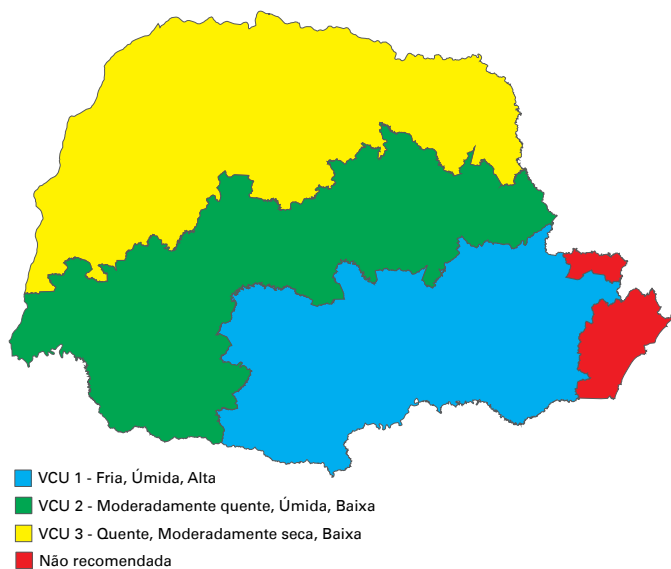 VCU 1 - Fria, Úmida, Alta
VCU 2 - Moderadamente quente, Úmida, Baixa
VCU 3 - Quente, Moderadamente seca, Baixa
Não recomendada